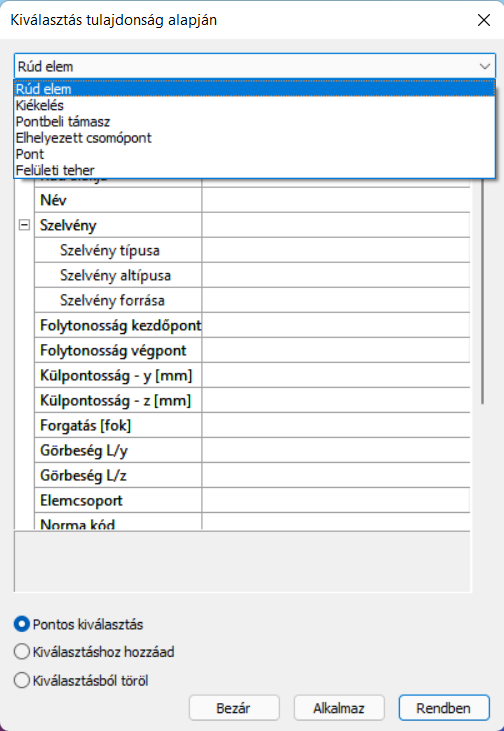 Kiválasztás tulajdonság alapján
Rúd elem
Rúd elem
Kiékelés
Pontbeli támasz
Elhelyezett csomópont
Pont
Felületi teher
Név
Szelvény
Szelvény típusa
Szelvény altípusa
Szelvény forrása
Folytonosság kezdőpont
Folytonosság végpont
Külpontosság - y [mm]
Külpontosság - z [mm]
Forgatás [fok]
Görbeség L/y
Görbeség L/z
Elemcsoport
Norma kód
Pontos kiválasztás
Kiválasztáshoz hozzáad
Kiválasztásból töröl
Bezár
Alkalmaz
Rendben